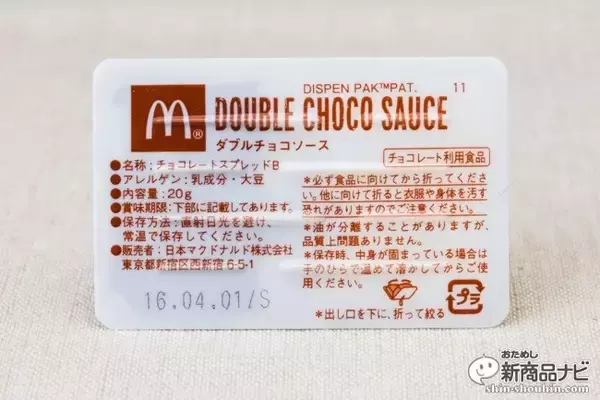 DISPEN PAK™PAT. 11
M®
DOUBLE CHOCO SAUCE
ダブルチョコソース
チョコレート利用食品
●名称：チョコレートスプレッドB
●アレルゲン：乳成分・大豆
●内容量：20g
●賞味期限：下部に記載してあります。
●保存方法：直射日光を避け、
常温で保存してください。
●販売者：日本マクドナルド株式会社
東京都新宿区西新宿6-5-1
16.04.01/S
＊必ず食品に向けてから折ってくださ
い。他に向けて折ると衣服や身体を汚す
恐れがありますのでご注意ください。
＊油が分離することがありますが、
品質上問題ありません。
＊保存時、中身が固まっている場合は
手のひらで温めて溶かしてからご使
用ください。
＊出し口を下に、折って絞る
プラ
おためし
新商品ナビ
shin-shouhin.com